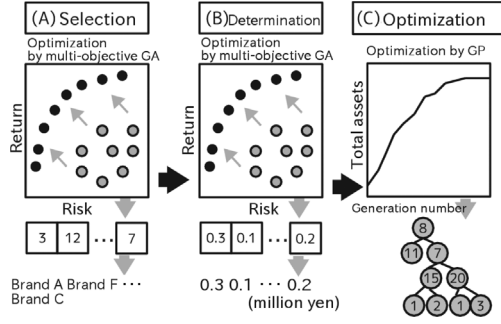 (A) Selection
Optimization
by multi-objective GA
Return
Risk
3 12 ... 7
Brand A Brand F ...
Brand C
(B) Determination
Optimization
by multi-objective GA
Return
Risk
0.3 0.1 ... 0.2
0.3 0.1 ... 0.2
(million yen)
(C) Optimization
Optimization by GP
Total assets
Generation number
8
11 7
15 20
1 2 1 3